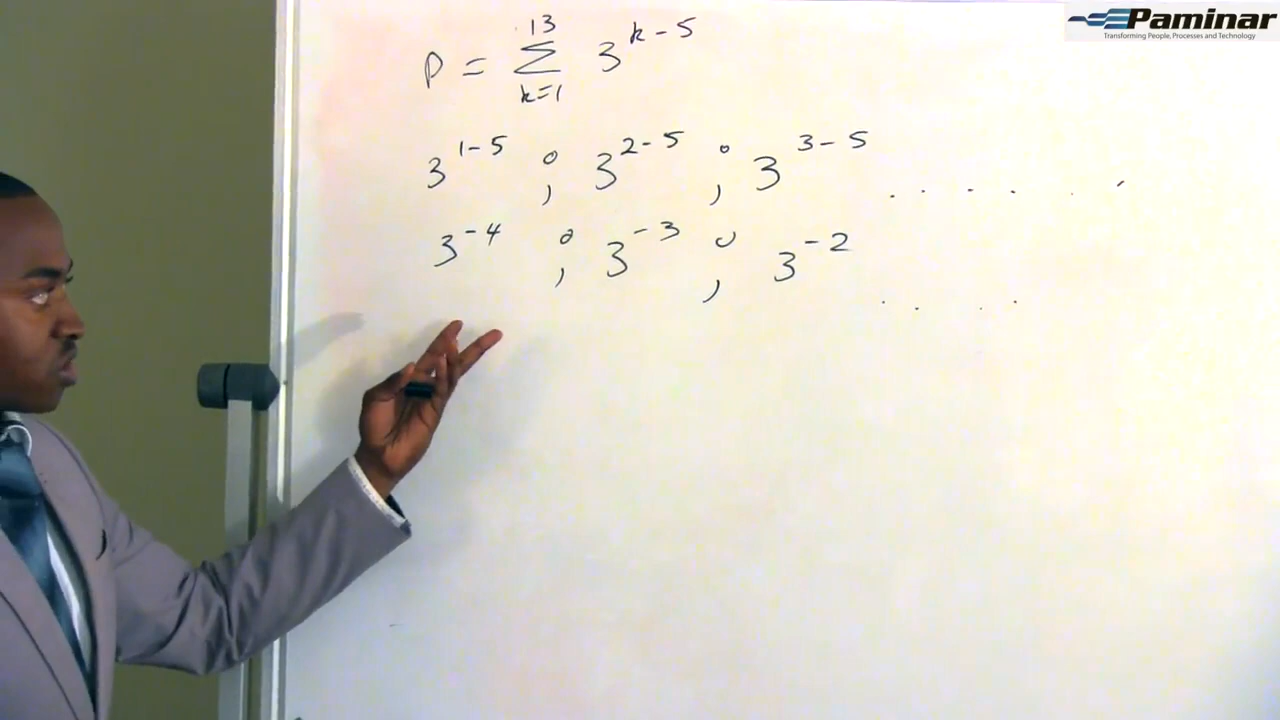 Paminar
Transforming People, Processes and Technology
P = \sum_{k=1}^{13} 3^{k-5}
3^{1-5} ; 3^{2-5} ; 3^{3-5} ......
3^{-4} ; 3^{-3} ; 3^{-2} ....